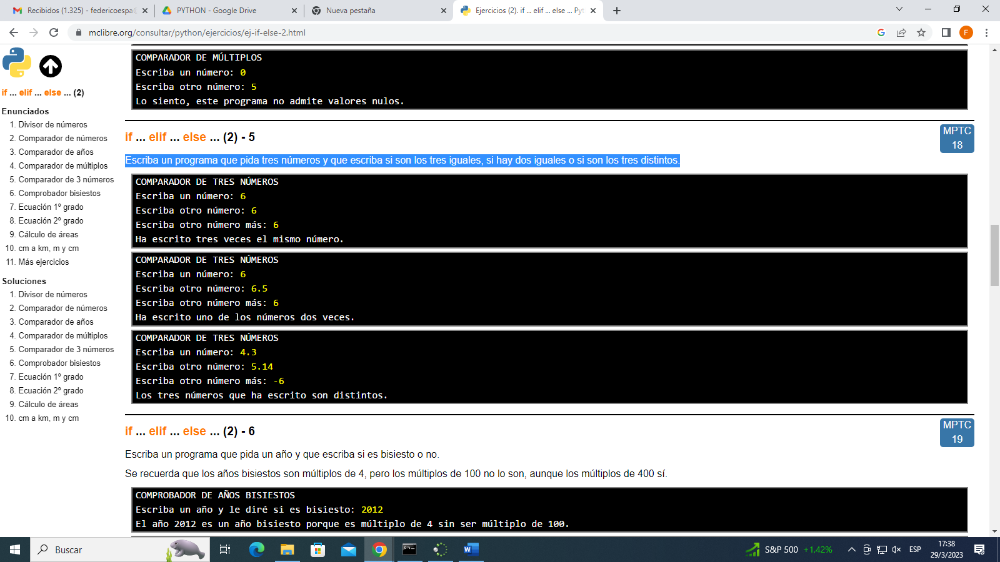 Recibidos (1.325) - federicoespa
PYTHON - Google Drive
Nueva pestaña
Ejercicios (2). if ... elif ... else ... Pyt
mclibre.org/consultar/python/ejercicios/ej-if-else-2.html
F
if ... elif ... else ... (2)
Enunciados
1. Divisor de números
2. Comparador de números
3. Comparador de años
4. Comparador de múltiplos
5. Comparador de 3 números
6. Comprobador bisiestos
7. Ecuación 1º grado
8. Ecuación 2º grado
9. Cálculo de áreas
10. cm a km, m y cm
11. Más ejercicios
Soluciones
1. Divisor de números
2. Comparador de números
3. Comparador de años
4. Comparador de múltiplos
5. Comparador de 3 números
6. Comprobador bisiestos
7. Ecuación 1º grado
8. Ecuación 2º grado
9. Cálculo de áreas
10. cm a km, m y cm
COMPARADOR DE MÚLTIPLOS
Escriba un número: 0
Escriba otro número: 5
Lo siento, este programa no admite valores nulos.
if ... elif ... else ... (2) - 5
MPTC
18
Escriba un programa que pida tres números y que escriba si son los tres iguales, si hay dos iguales o si son los tres distintos.
COMPARADOR DE TRES NÚMEROS
Escriba un número: 6
Escriba otro número: 6
Escriba otro número más: 6
Ha escrito tres veces el mismo número.
COMPARADOR DE TRES NÚMEROS
Escriba un número: 6
Escriba otro número: 6.5
Escriba otro número más: 6
Ha escrito uno de los números dos veces.
COMPARADOR DE TRES NÚMEROS
Escriba un número: 4.3
Escriba otro número: 5.14
Escriba otro número más: -6
Los tres números que ha escrito son distintos.
if ... elif ... else ... (2) - 6
MPTC
19
Escriba un programa que pida un año y que escriba si es bisiesto o no.
Se recuerda que los años bisiestos son múltiplos de 4, pero los múltiplos de 100 no lo son, aunque los múltiplos de 400 sí.
COMPROBADOR DE AÑOS BISIESTOS
Escriba un año y le diré si es bisiesto: 2012
El año 2012 es un año bisiesto porque es múltiplo de 4 sin ser múltiplo de 100.
Buscar
S&P 500 +1,42%
ESP
17:38
29/3/2023